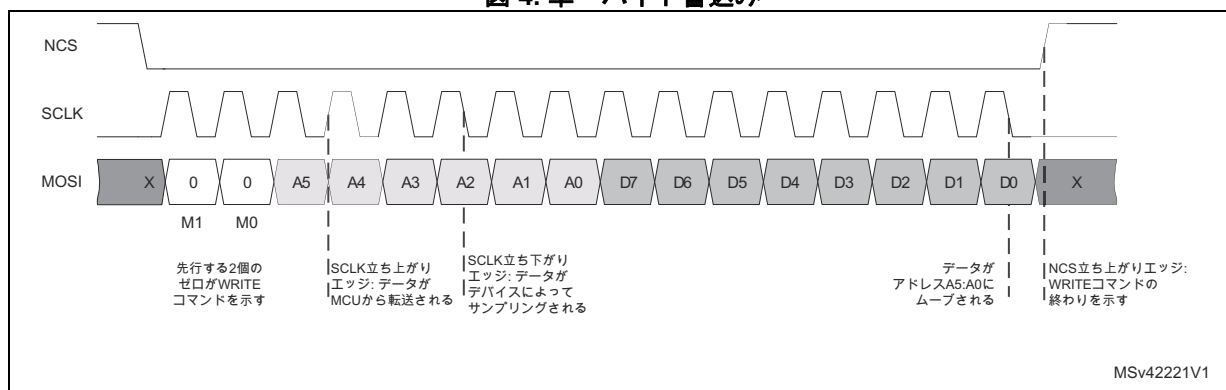 図 4. 単一バイト書込み
NCS
SCLK
MOSI X 0 0 A5 A4 A3 A2 A1 A0 D7 D6 D5 D4 D3 D2 D1 D0 X
M1 M0
先行する2個の
ゼロがWRITE
コマンドを示す
SCLK立ち上がり
エッジ: データが
MCUから転送される
SCLK立ち下がり
エッジ: データが
デバイスによって
サンプリングされる
データが
アドレスA5:A0に
ムーブされる
NCS立ち上がりエッジ:
WRITEコマンドの
終わりを示す
MSv42221V1